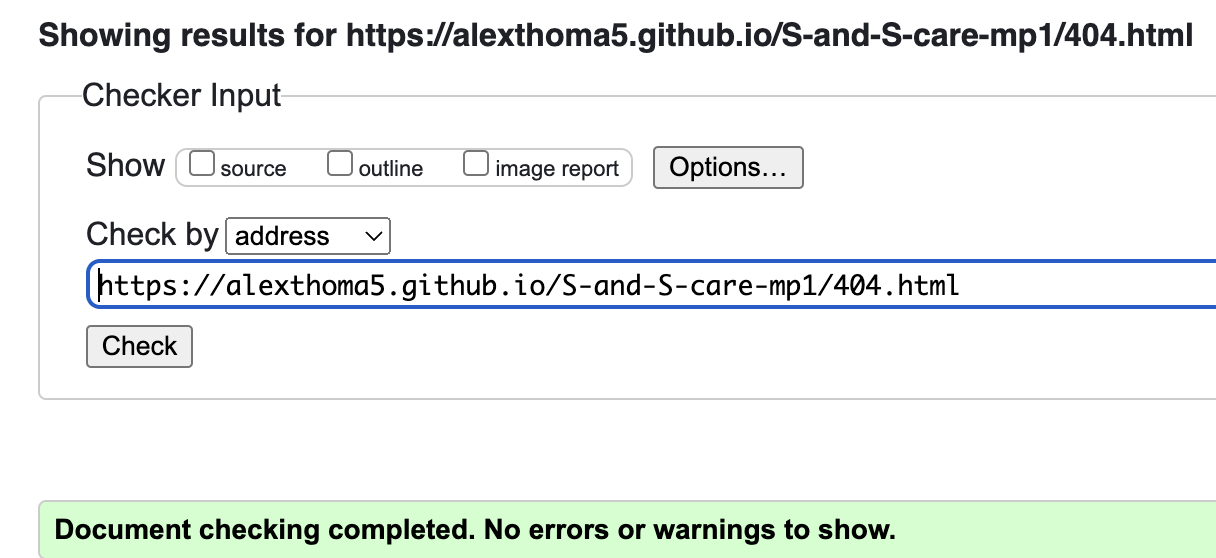 Showing results for https://alexthoma5.github.io/S-and-S-care-mp1/404.html
Checker Input
Show source outline image report Options...
Check by address
https://alexthoma5.github.io/S-and-S-care-mp1/404.html
Check
Document checking completed. No errors or warnings to show.